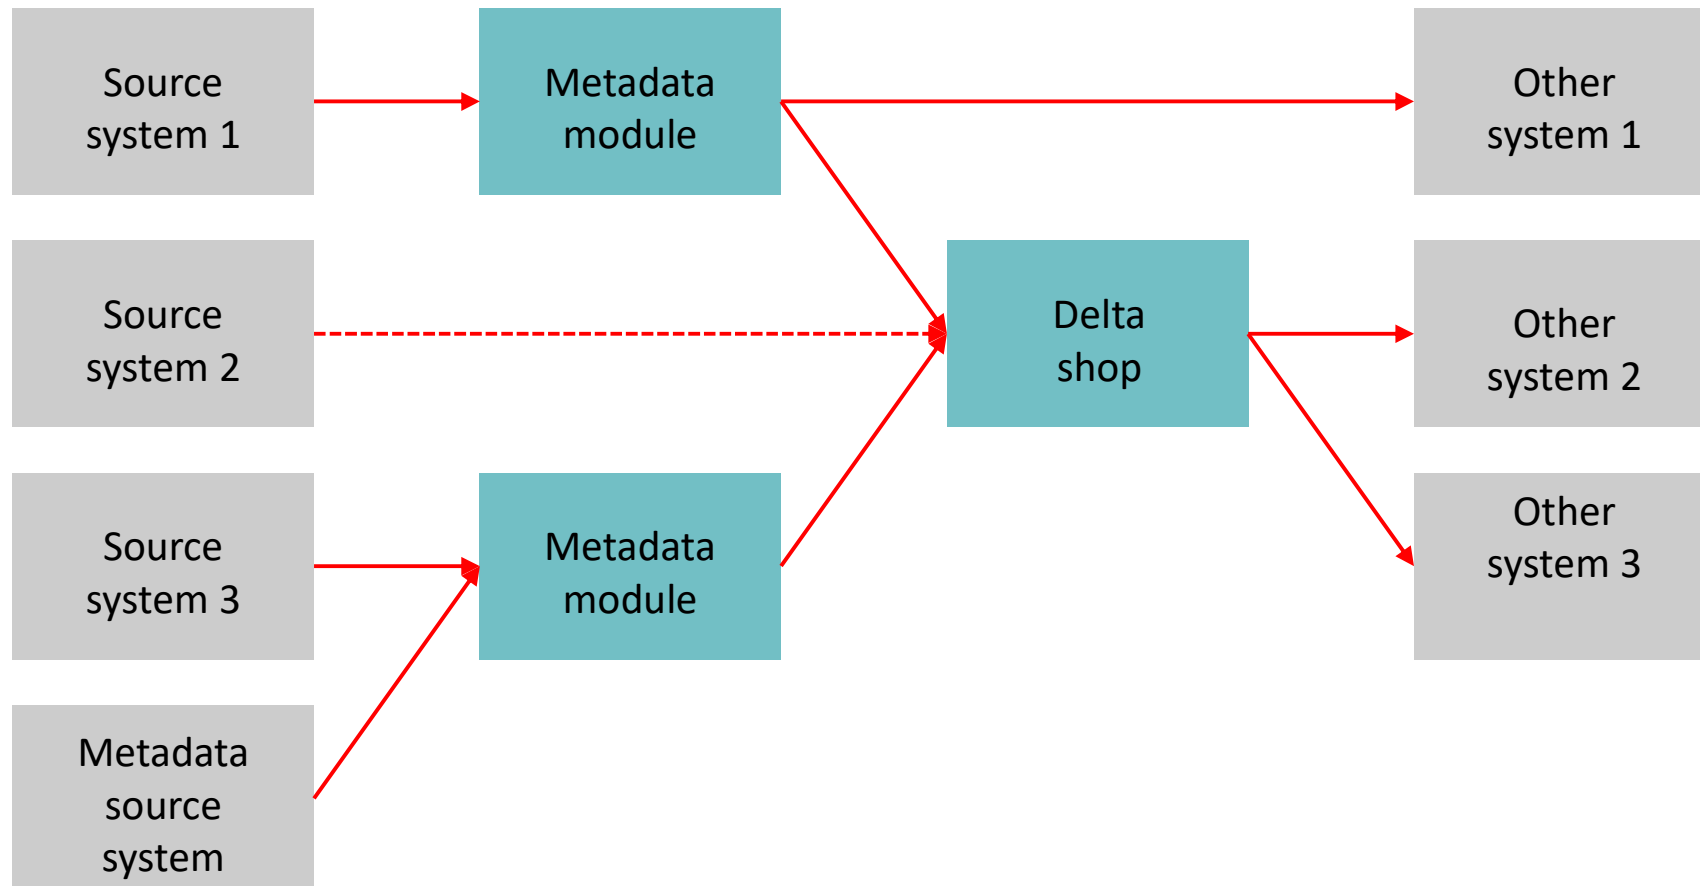 Source
system 1
Metadata
module
Other
system 1
Source
system 2
Delta
shop
Other
system 2
Source
system 3
Metadata
module
Other
system 3
Metadata
source
system